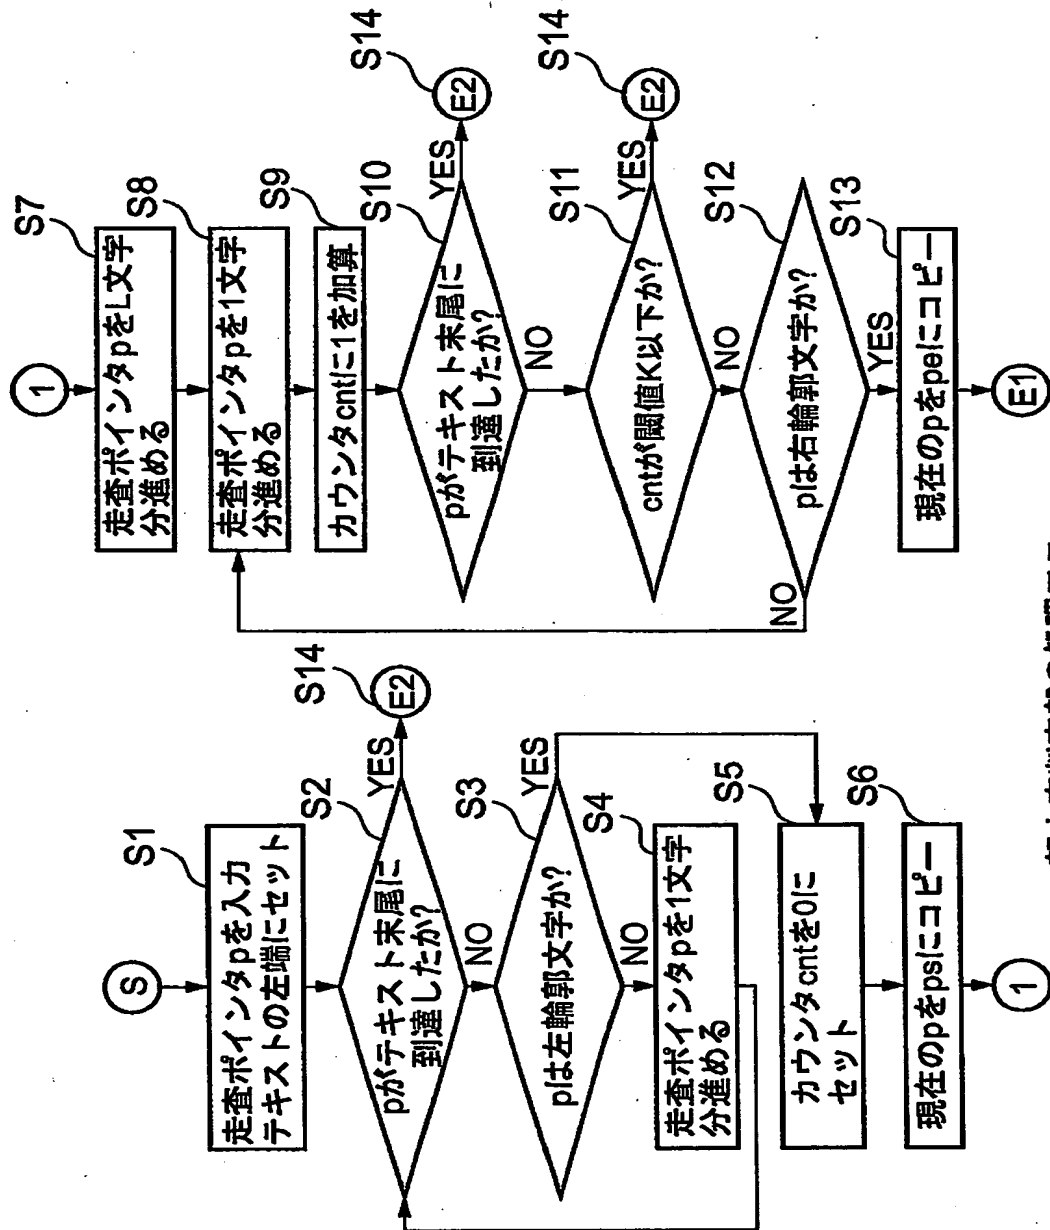 S
S1
走査ポインタpを入力
テキストの左端にセット
S2
pがテキスト末尾に
到達したか?
YES
S14
E2
NO
S3
pは左輪郭文字か?
YES
NO
S4
走査ポインタpを1文字
分進める
S5
カウンタcntを0に
セット
S6
現在のpをpsにコピー
1
1
S7
走査ポインタpをL文字
分進める
S8
走査ポインタpを1文字
分進める
S9
カウンタcntに1を加算
S10
pがテキスト末尾に
到達したか?
YES
S14
E2
NO
S11
cntが閾値K以下か?
YES
S14
E2
NO
S12
pは右輪郭文字か?
NO
YES
S13
現在のpをpeにコピー
E1